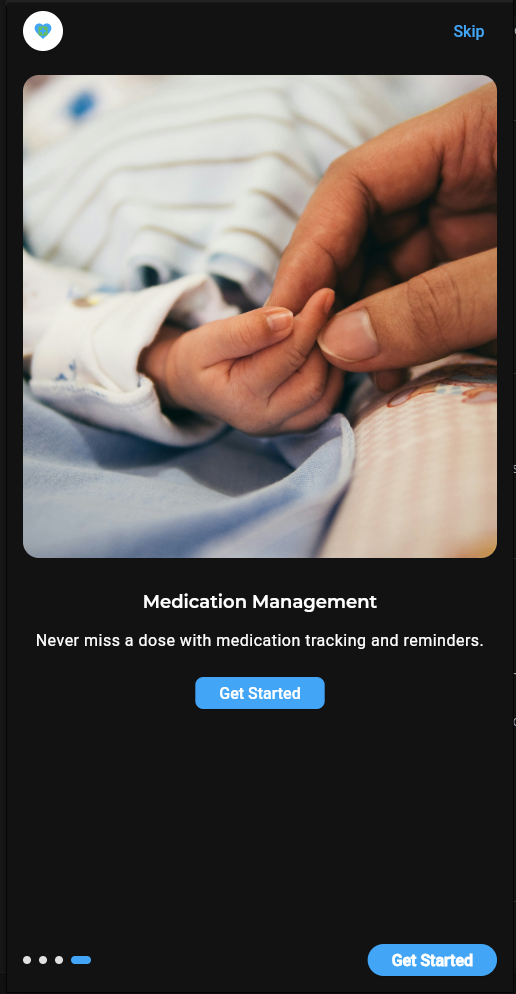 Skip
Medication Management
Never miss a dose with medication tracking and reminders.
Get Started
Get Started